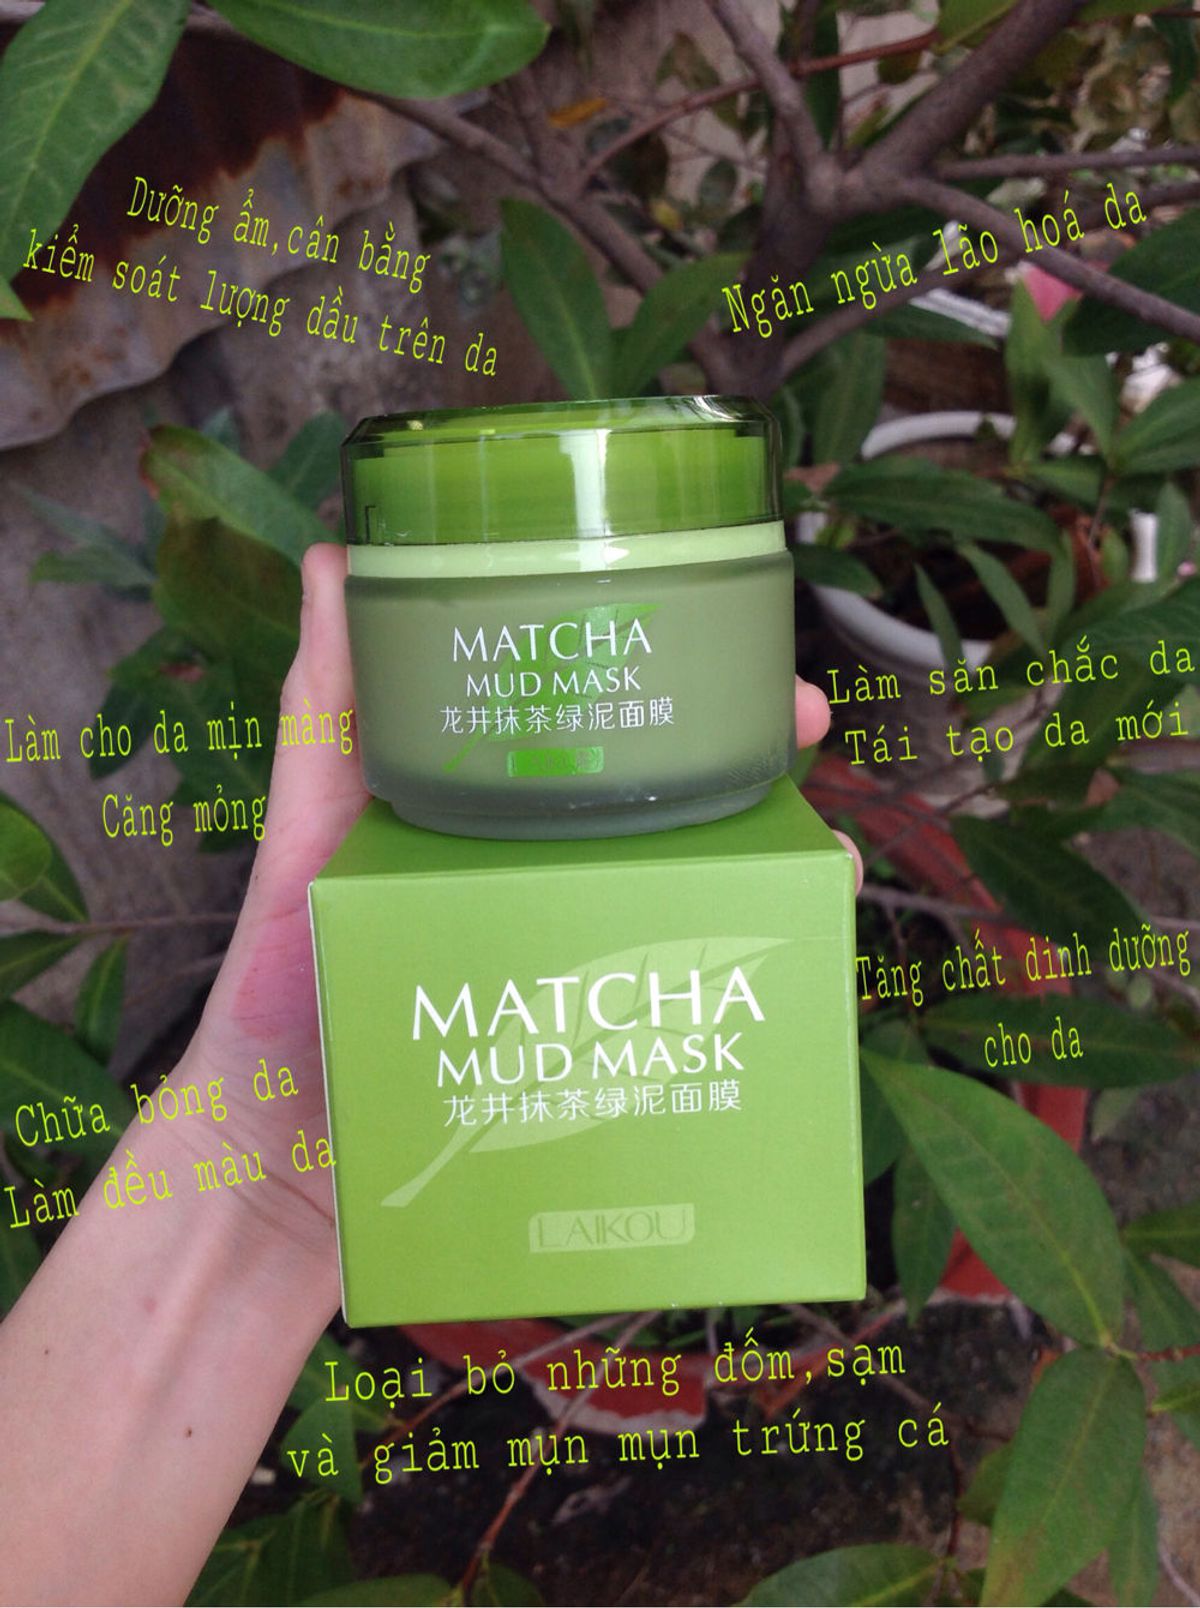 Dưỡng ẩm,cân bằng
kiểm soát lượng dầu trên da
Ngăn ngừa lão hoá da
MATCHA
MUD MASK
龙井抹茶绿泥面膜
LAIKOU
Làm cho da mịn màng
Căng mỏng
Làm săn chắc da
Tái tạo da mới
MATCHA
MUD MASK
龙井抹茶绿泥面膜
LAIKOU
Tăng chất dinh dưỡng
cho da
Chữa bỏng da
Làm đều màu da
Loại bỏ những đốm,sạm
và giảm mụn mụn trứng cá